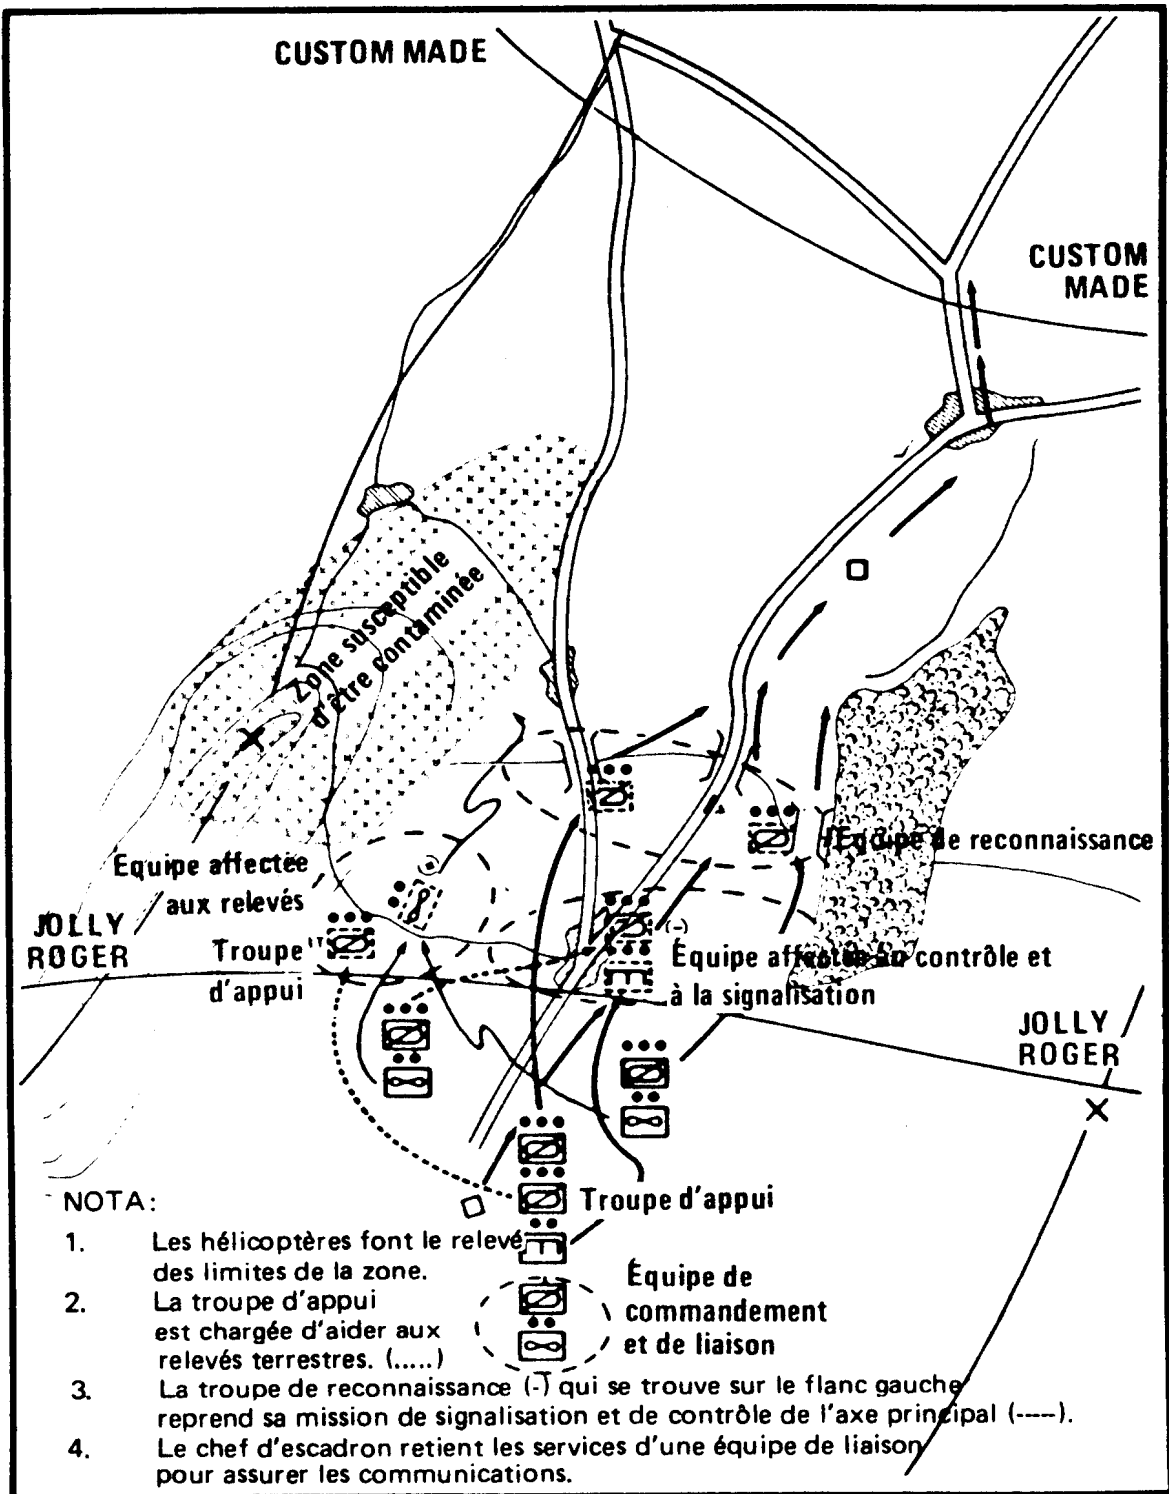 CUSTOM MADE
CUSTOM
MADE
Zone susceptible
d'être contaminée
Equipe affectée
aux relevés
Équipe de reconnaissance
JOLLY
ROGER
Troupe
d'appui
Équipe affectée au contrôle et
à la signalisation
(-)
JOLLY
ROGER
Troupe d'appui
Équipe de
commandement
et de liaison
NOTA:
1. Les hélicoptères font le relevé
des limites de la zone.
2. La troupe d'appui
est chargée d'aider aux
relevés terrestres. (.....)
3. La troupe de reconnaissance (-) qui se trouve sur le flanc gauche
reprend sa mission de signalisation et de contrôle de l'axe principal (-----).
4. Le chef d'escadron retient les services d'une équipe de liaison
pour assurer les communications.